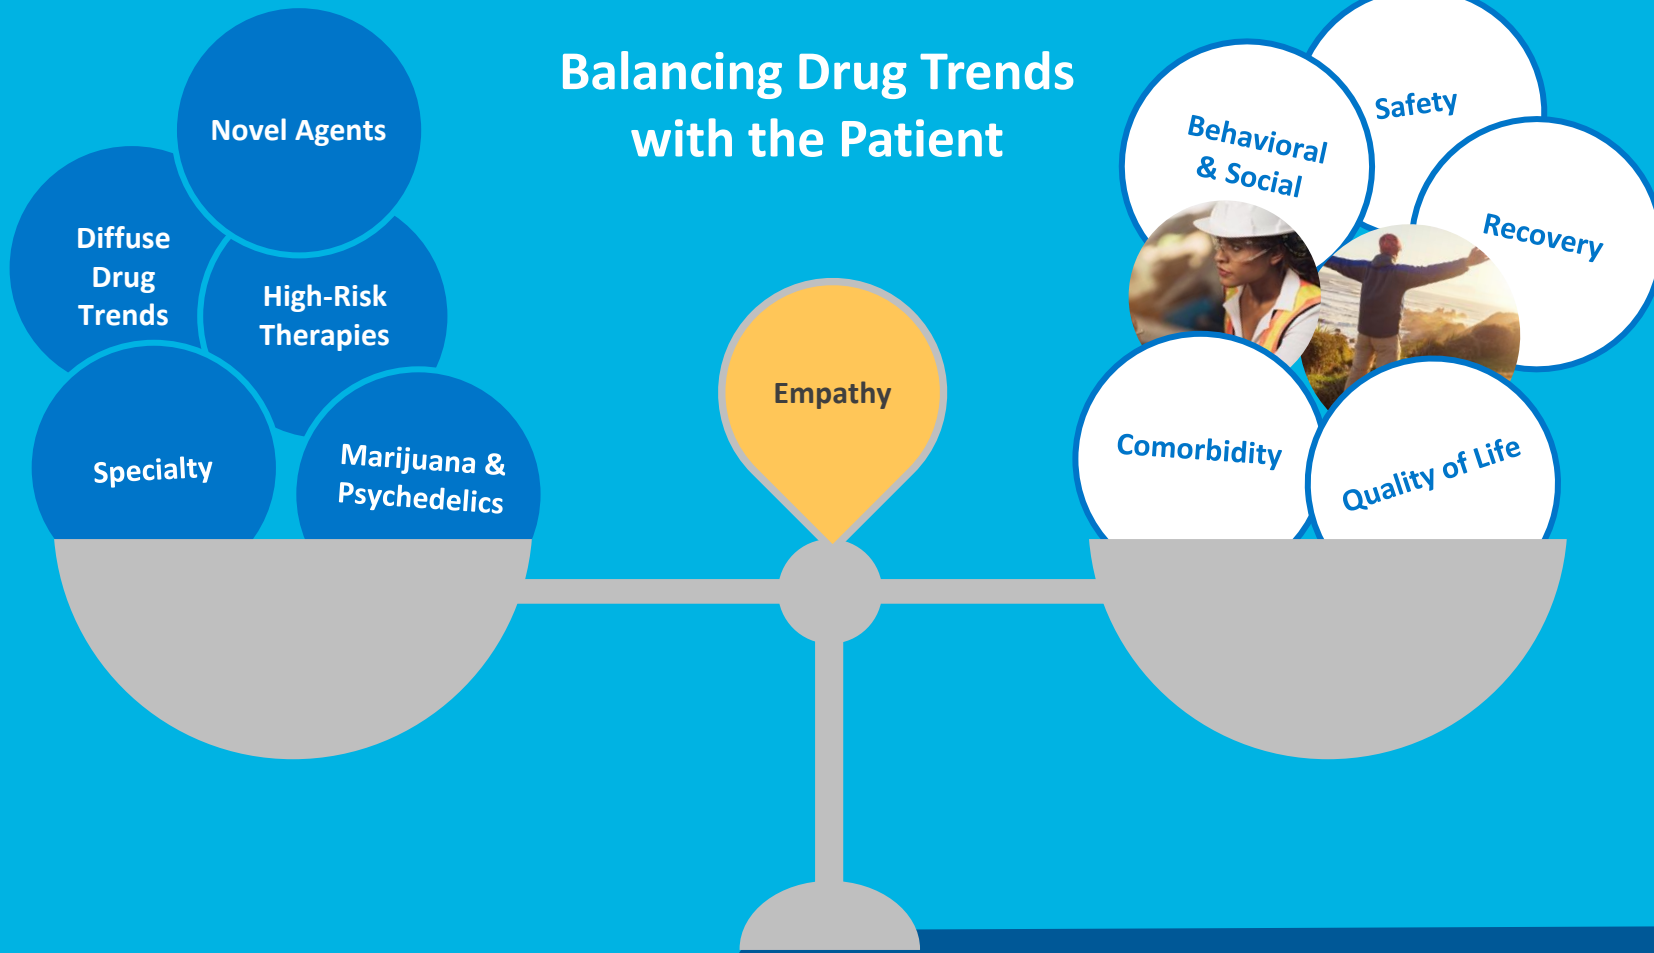 Balancing Drug Trends
with the Patient
Novel Agents
Diffuse
Drug
Trends
High-Risk
Therapies
Specialty
Marijuana &
Psychedelics
Empathy
Behavioral
& Social
Safety
Recovery
Comorbidity
Quality of Life